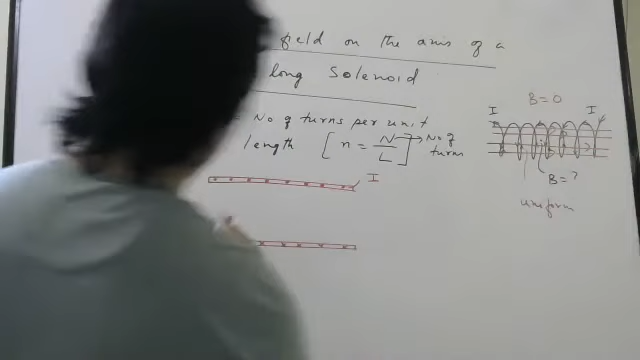 field on the axis of a
long Solenoid
= No of turns per unit
length [ n = N/L ] → No of turns
I
B = 0
I I
B = ?
uniform